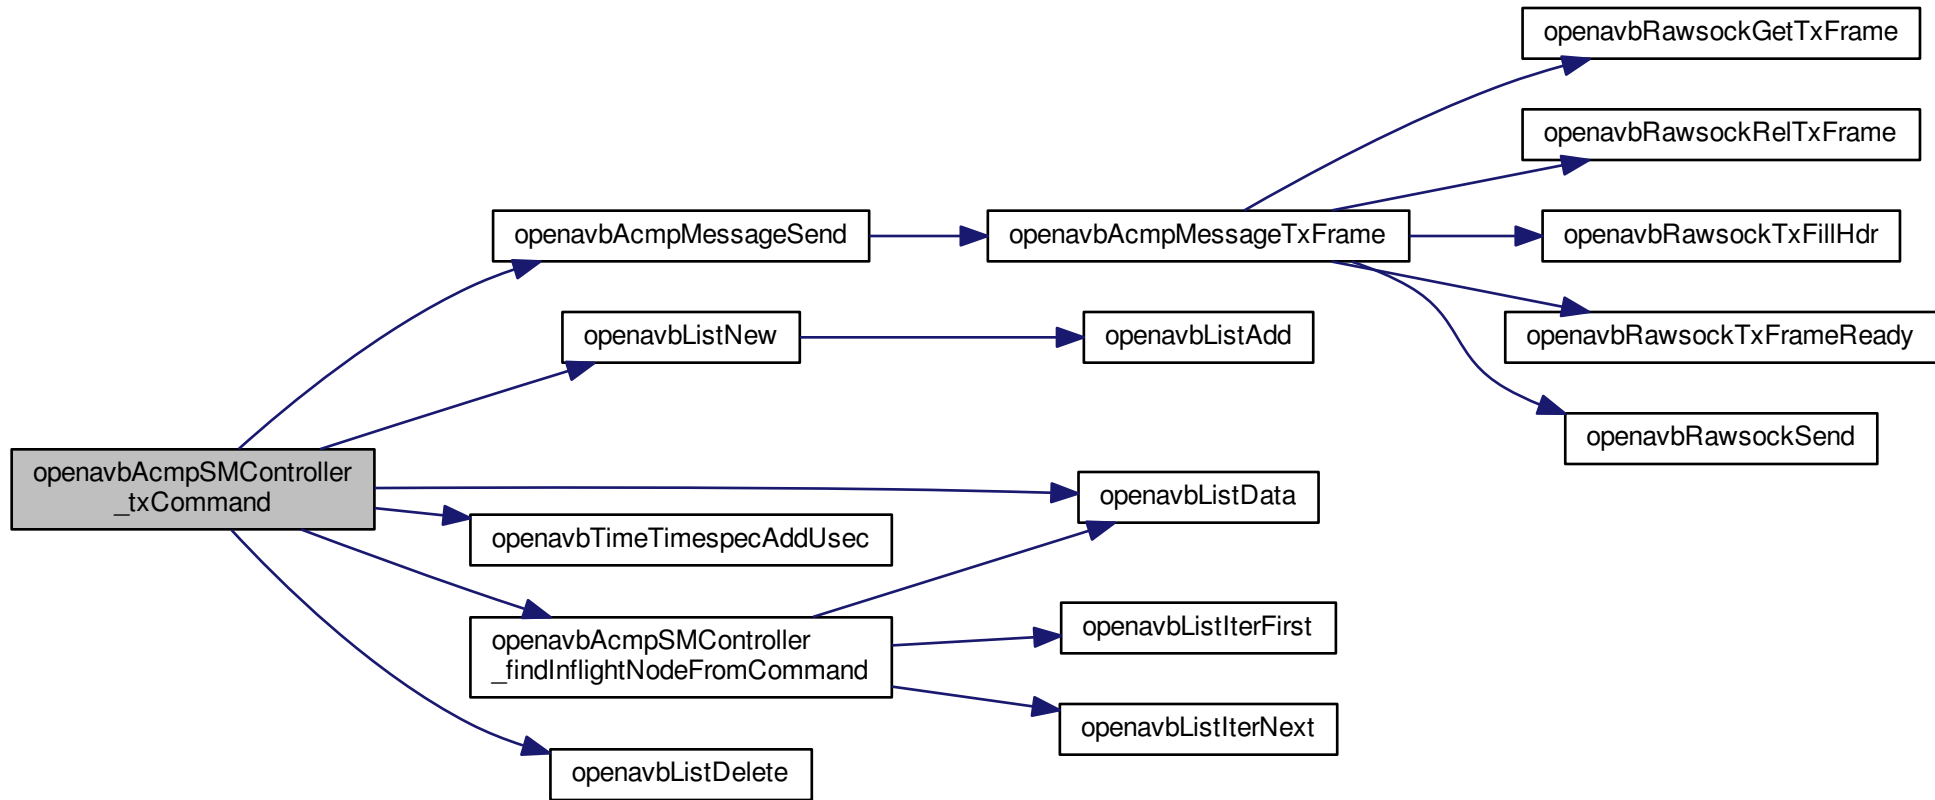 openavbRawsockGetTxFrame
openavbRawsockRelTxFrame
openavbAcmpMessageSend
openavbAcmpMessageTxFrame
openavbRawsockTxFillHdr
openavbListNew
openavbListAdd
openavbRawsockTxFrameReady
openavbRawsockSend
openavbAcmpSMController
_txCommand
openavbListData
openavbTimeTimespecAddUsec
openavbAcmpSMController
_findInflightNodeFromCommand
openavbListIterFirst
openavbListIterNext
openavbListDelete